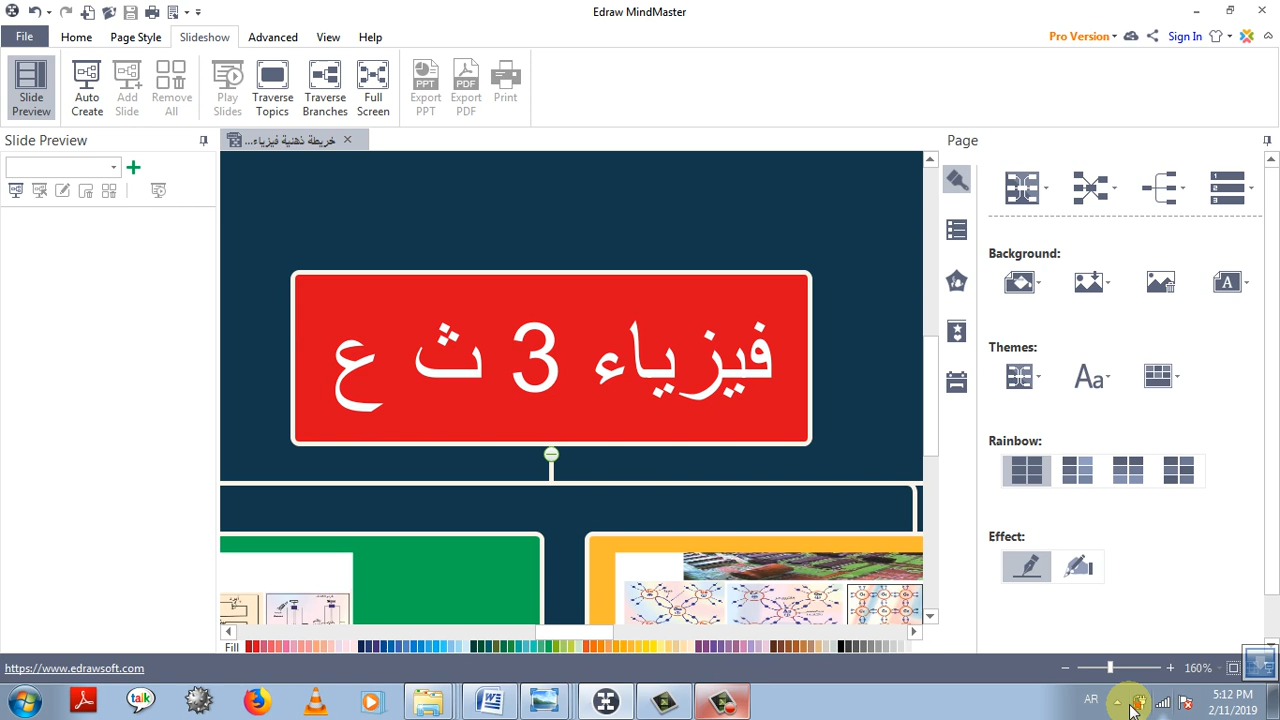 Edraw MindMaster
File Home Page Style Slideshow Advanced View Help
Pro Version Sign In
Slide Preview
Auto Create
Add Slide
Remove All
Play Slides
Traverse Topics
Traverse Branches
Full Screen
Export PPT
Export PDF
Print
Slide Preview
خريطة ذهنية فيزياء...
Page
Background:
Themes:
Rainbow:
Effect:
فيزياء 3 ث ع
Fill
https://www.edrawsoft.com
160%
AR
5:12 PM
2/11/2019
talk